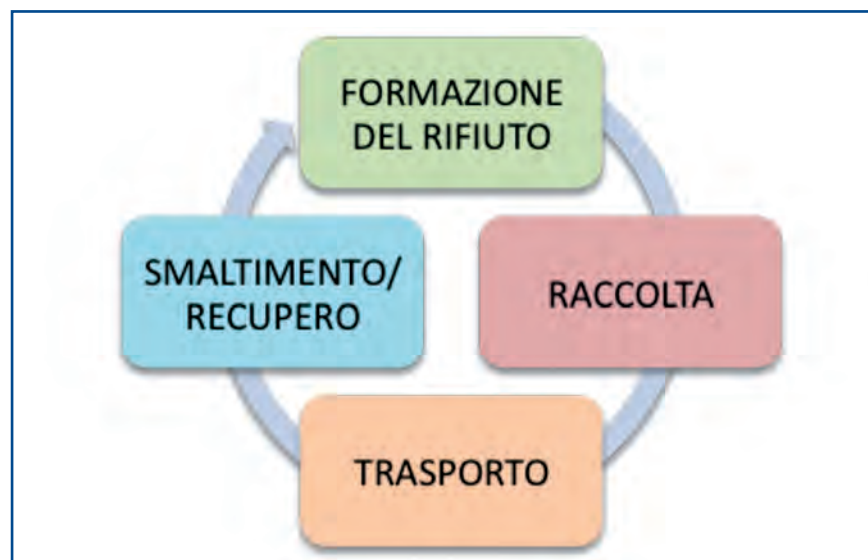 FORMAZIONE
DEL RIFIUTO
RACCOLTA
TRASPORTO
SMALTIMENTO/
RECUPERO